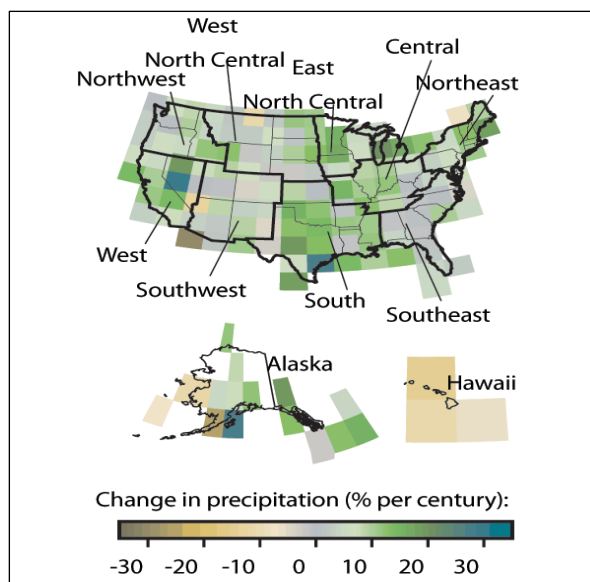 West
North Central
Northwest
East
North Central
Central
Northeast
West
Southwest
South
Southeast
Alaska
Hawaii
Change in precipitation (% per century):
-30 -20 -10 0 10 20 30